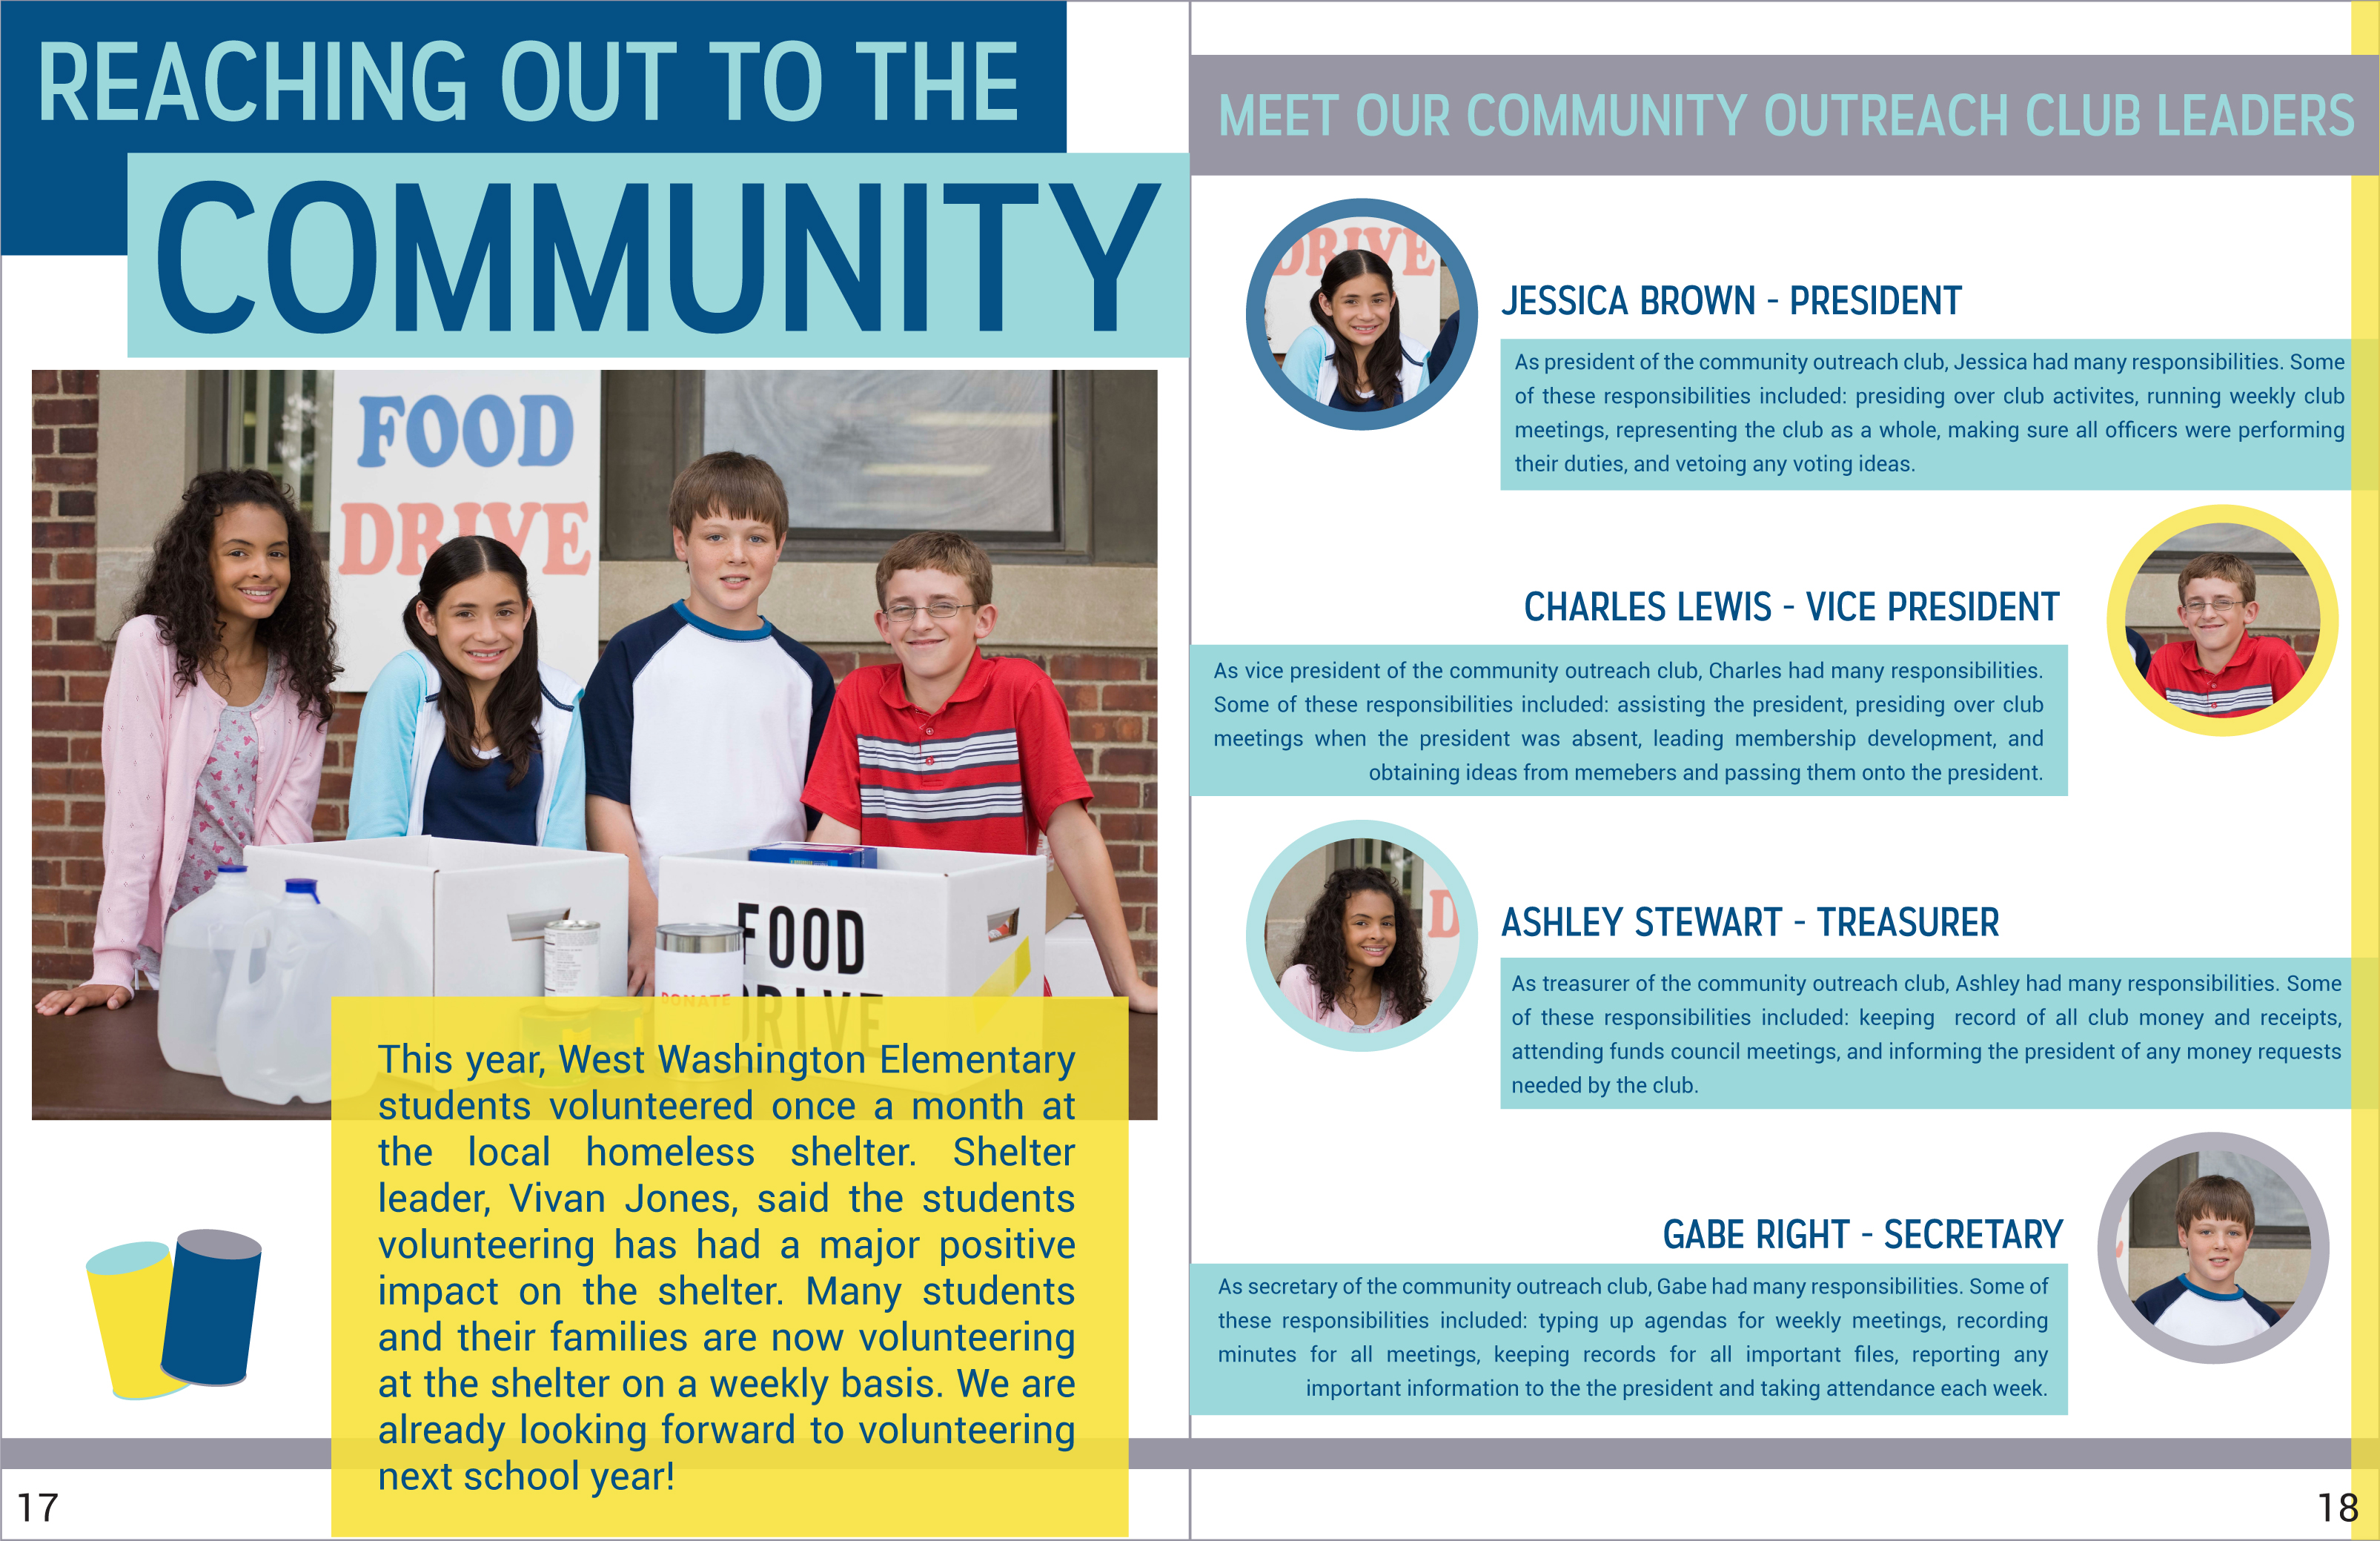 REACHING OUT TO THE
COMMUNITY
FOOD
DRIVE
FOOD
DRIVE
DONATE
This year, West Washington Elementary
students volunteered once a month at
the local homeless shelter. Shelter
leader, Vivan Jones, said the students
volunteering has had a major positive
impact on the shelter. Many students
and their families are now volunteering
at the shelter on a weekly basis. We are
already looking forward to volunteering
next school year!
17
MEET OUR COMMUNITY OUTREACH CLUB LEADERS
DRIVE
JESSICA BROWN - PRESIDENT
As president of the community outreach club, Jessica had many responsibilities. Some
of these responsibilities included: presiding over club activites, running weekly club
meetings, representing the club as a whole, making sure all officers were performing
their duties, and vetoing any voting ideas.
CHARLES LEWIS - VICE PRESIDENT
As vice president of the community outreach club, Charles had many responsibilities.
Some of these responsibilities included: assisting the president, presiding over club
meetings when the president was absent, leading membership development, and
obtaining ideas from memebers and passing them onto the president.
D
ASHLEY STEWART - TREASURER
As treasurer of the community outreach club, Ashley had many responsibilities. Some
of these responsibilities included: keeping record of all club money and receipts,
attending funds council meetings, and informing the president of any money requests
needed by the club.
GABE RIGHT - SECRETARY
As secretary of the community outreach club, Gabe had many responsibilities. Some of
these responsibilities included: typing up agendas for weekly meetings, recording
minutes for all meetings, keeping records for all important files, reporting any
important information to the the president and taking attendance each week.
18